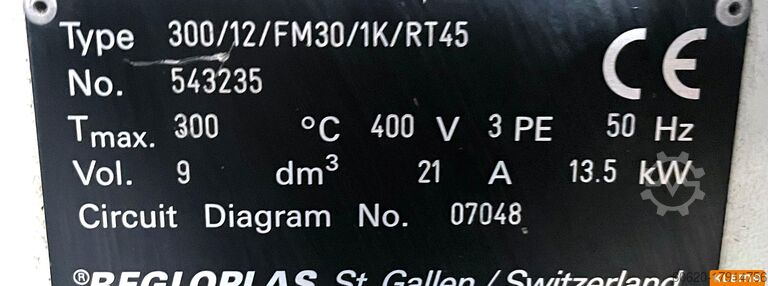 Type 300/12/FM30/1K/RT45
No. 543235
CE
Tmax. 300 °C 400 V 3 PE 50 Hz
Vol. 9 dm³ 21 A 13.5 kW
Circuit Diagram No. 07048
®REGLOPLAS St. Gallen / Switzerland